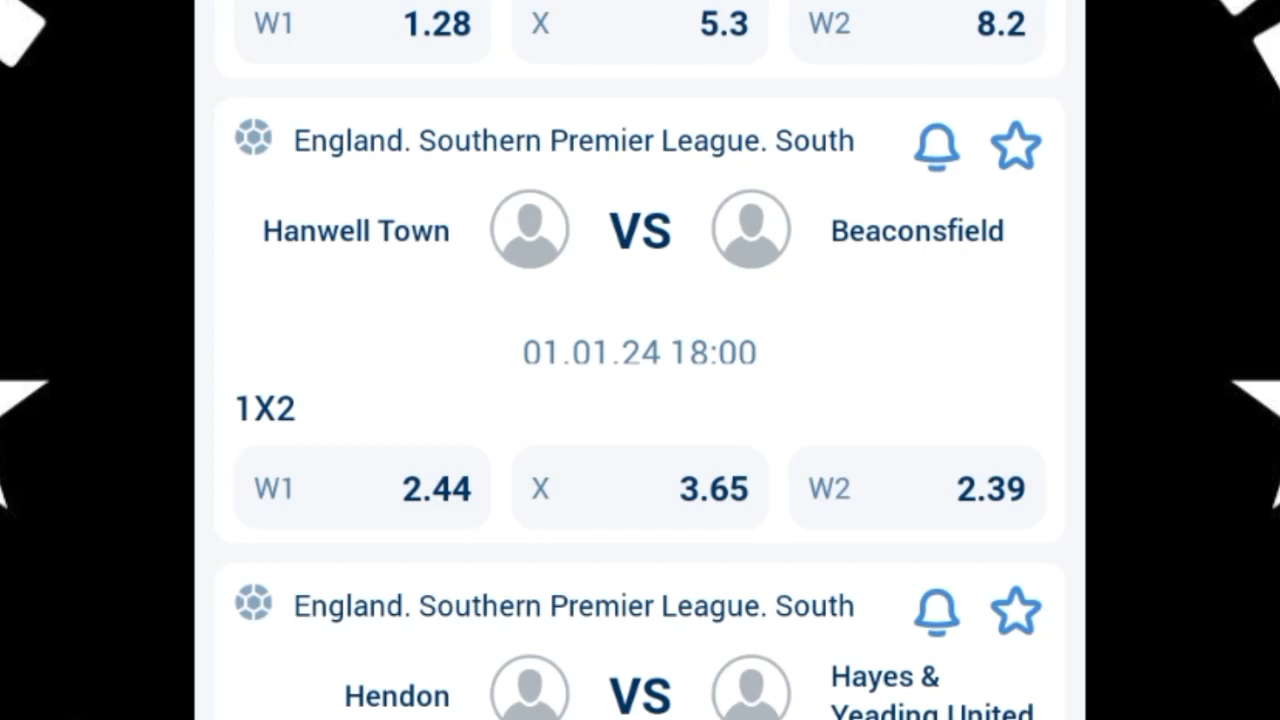 W1 1.28 X 5.3 W2 8.2
England. Southern Premier League. South
Hanwell Town VS Beaconsfield
01.01.24 18:00
1X2
W1 2.44 X 3.65 W2 2.39
England. Southern Premier League. South
Hendon VS Hayes &
Yeading United